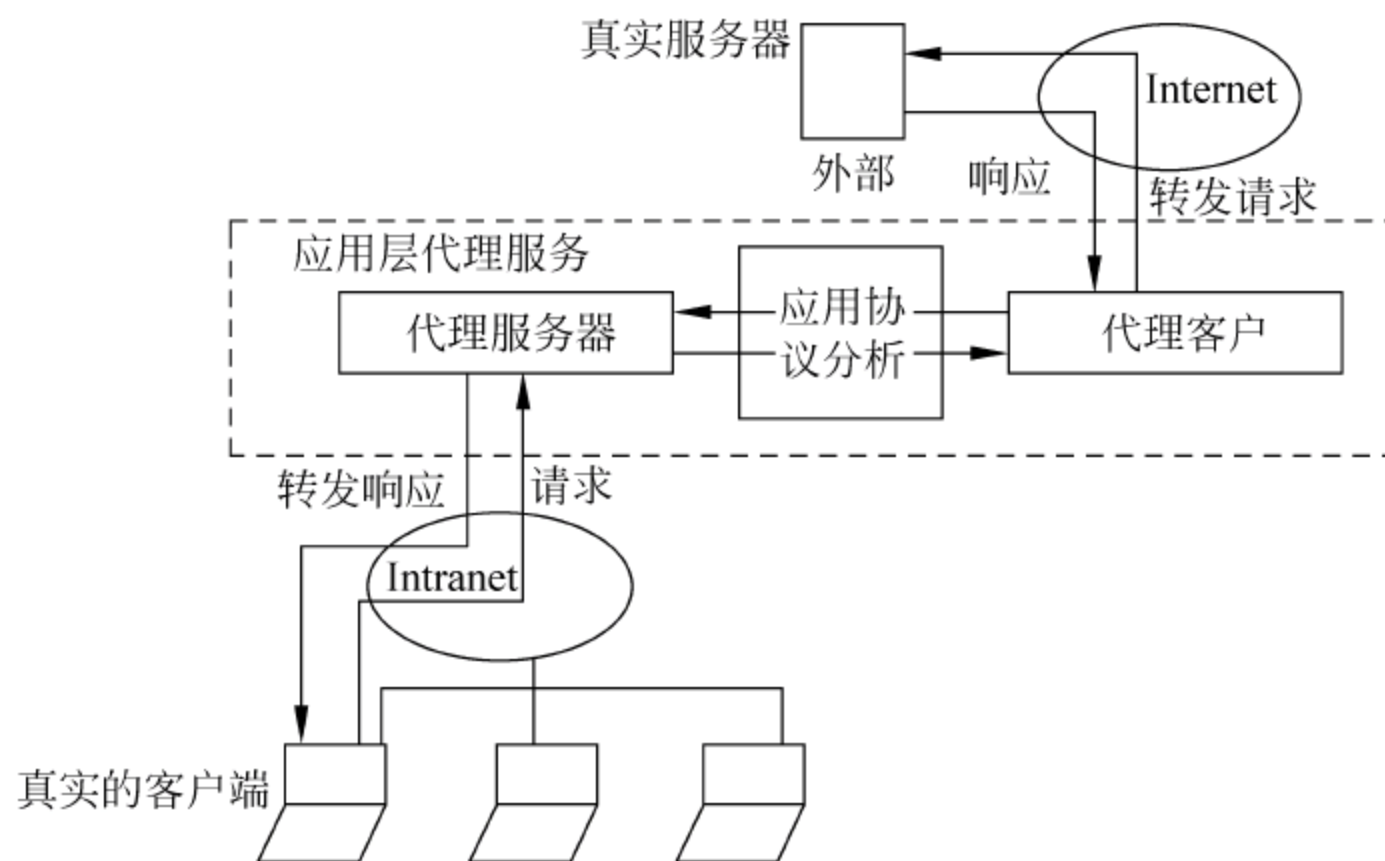 真实服务器
Internet
外部
响应
转发请求
应用层代理服务
代理服务器
应用协
议分析
代理客户
转发响应
请求
Intranet
真实的客户端